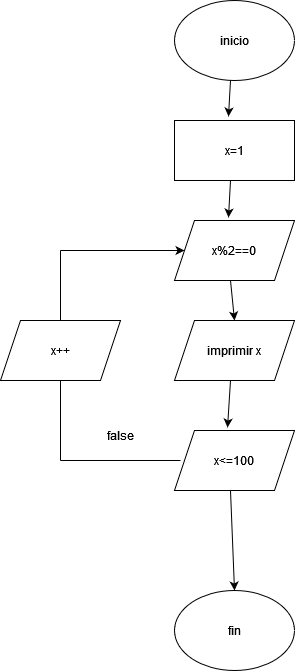 inicio
x=1
x%2==0
x++
imprimir x
false
x<=100
fin